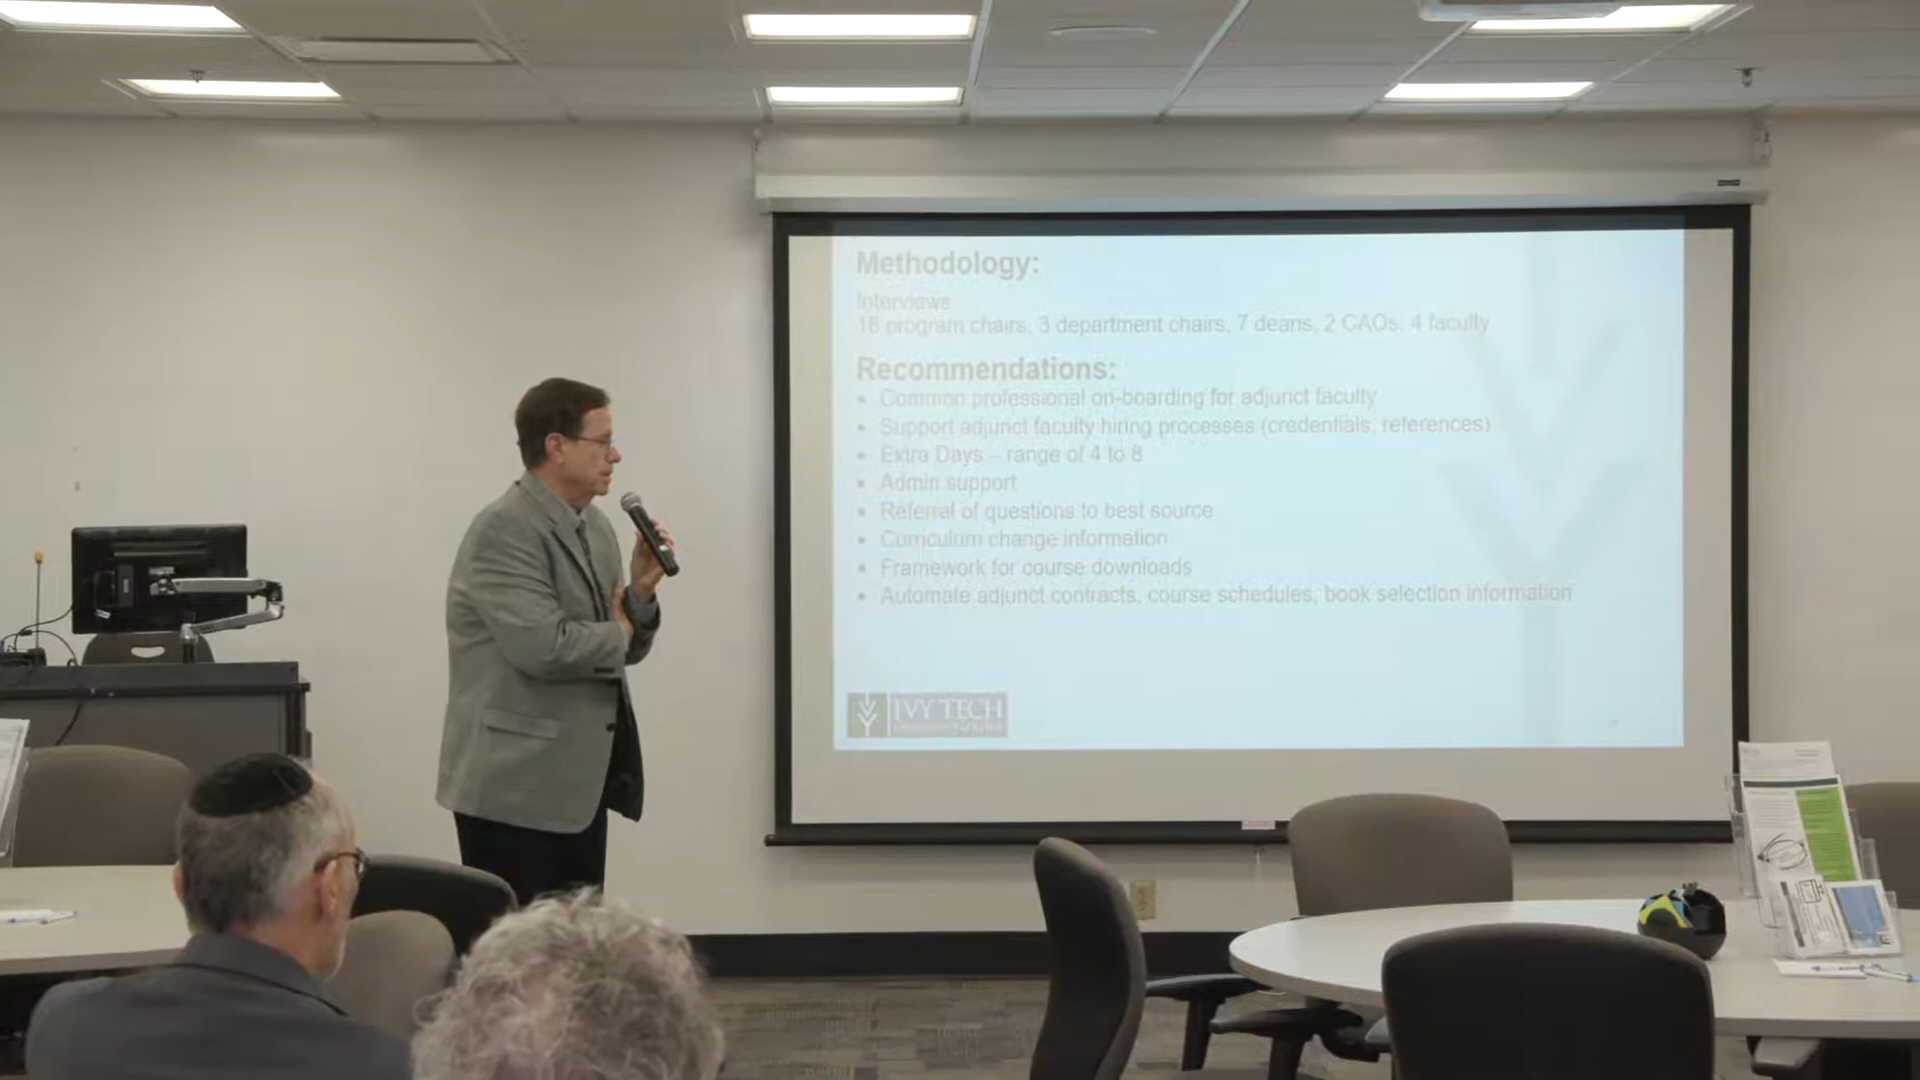 Methodology:
Interviews
18 program chairs, 3 department chairs, 7 deans, 2 CAOs, 4 faculty
Recommendations:
• Common professional on-boarding for adjunct faculty
• Support adjunct faculty hiring processes (credentials, references)
• Extra Days – range of 4 to 8
• Admin support
• Referral of questions to best source
• Curriculum change information
• Framework for course downloads
• Automate adjunct contracts, course schedules, book selection information
IVY TECH